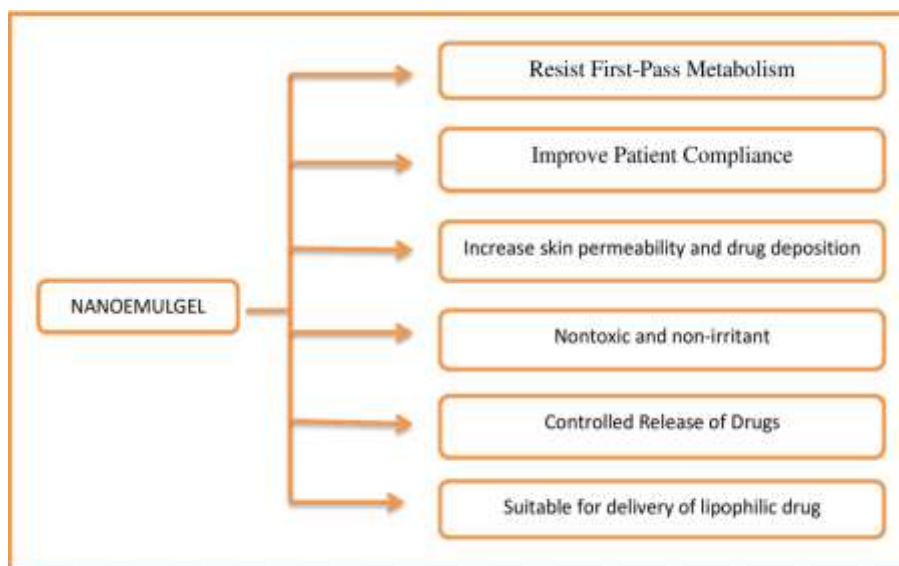 Resist First-Pass Metabolism
Improve Patient Compliance
Increase skin permeability and drug deposition
NANOEMULGEL
Nontoxic and non-irritant
Controlled Release of Drugs
Suitable for delivery of lipophilic drug